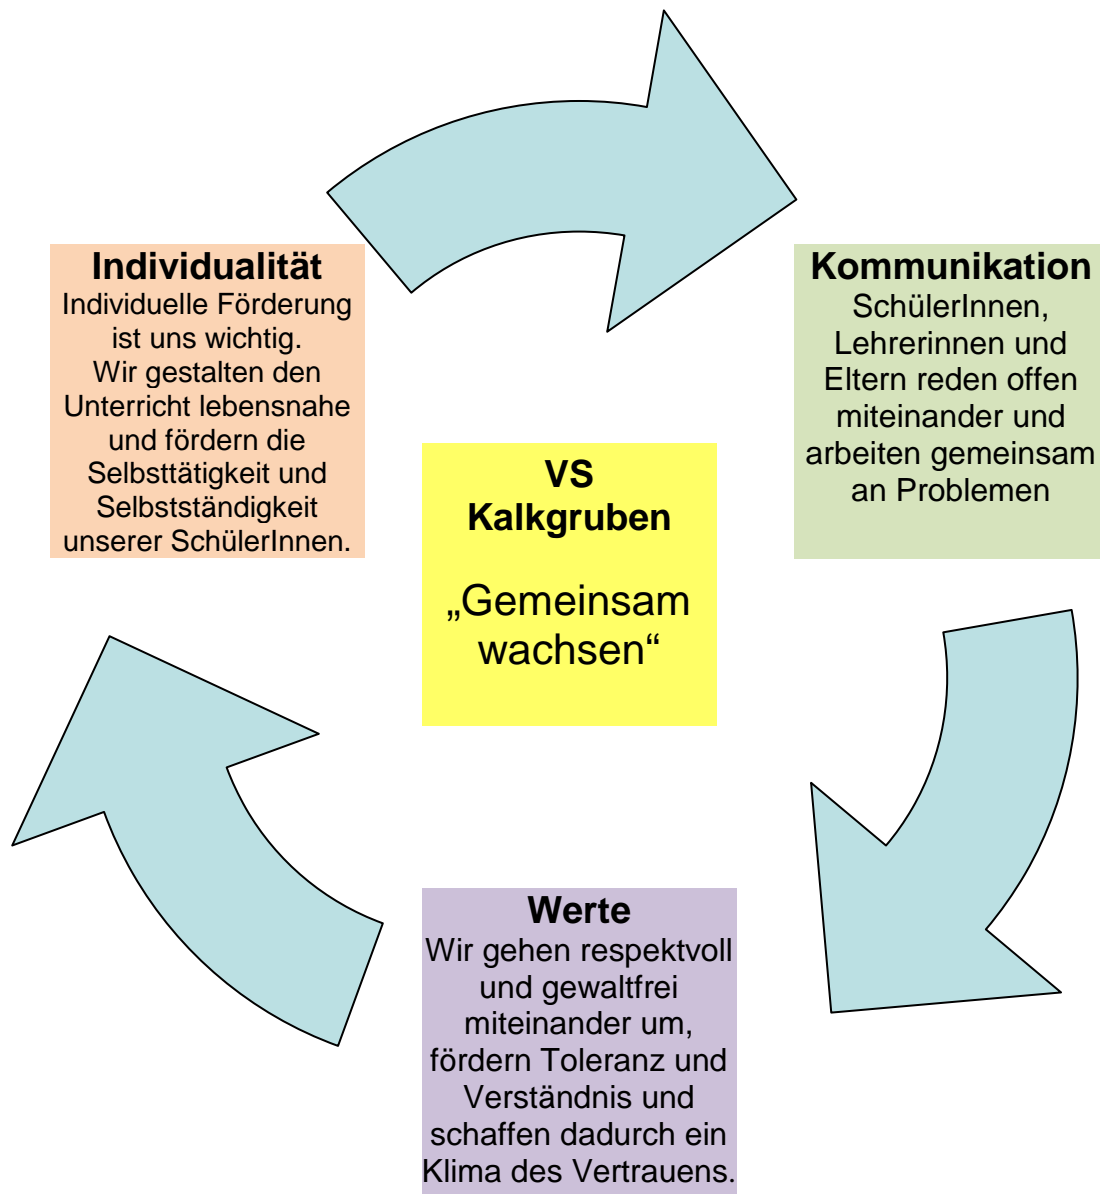 Individualität
Individuelle Förderung
ist uns wichtig.
Wir gestalten den
Unterricht lebensnahe
und fördern die
Selbsttätigkeit und
Selbstständigkeit
unserer SchülerInnen.
Kommunikation
SchülerInnen,
Lehrerinnen und
Eltern reden offen
miteinander und
arbeiten gemeinsam
an Problemen
VS
Kalkgruben
„Gemeinsam
wachsen“
Werte
Wir gehen respektvoll
und gewaltfrei
miteinander um,
fördern Toleranz und
Verständnis und
schaffen dadurch ein
Klima des Vertrauens.